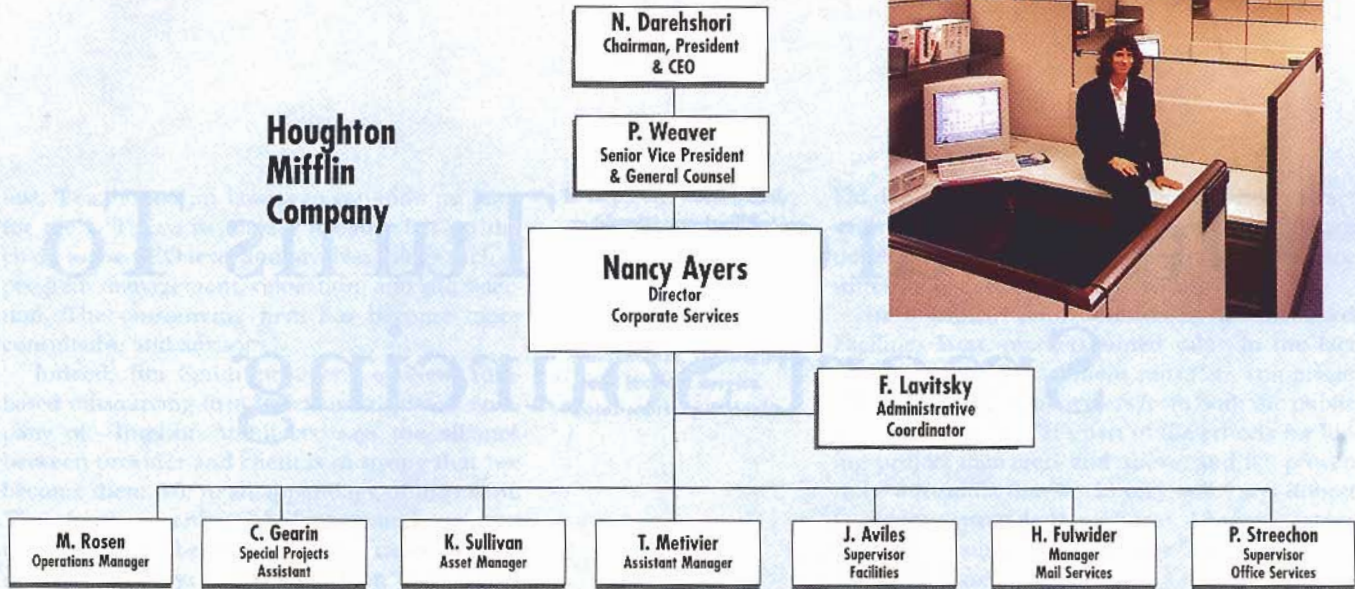 Houghton
Mifflin
Company
N. Darehshori
Chairman, President
& CEO
P. Weaver
Senior Vice President
& General Counsel
Nancy Ayers
Director
Corporate Services
F. Lavitsky
Administrative
Coordinator
M. Rosen
Operations Manager
C. Gearin
Special Projects
Assistant
K. Sullivan
Asset Manager
T. Metivier
Assistant Manager
J. Aviles
Supervisor
Facilities
H. Fulwider
Manager
Mail Services
P. Streechon
Supervisor
Office Services